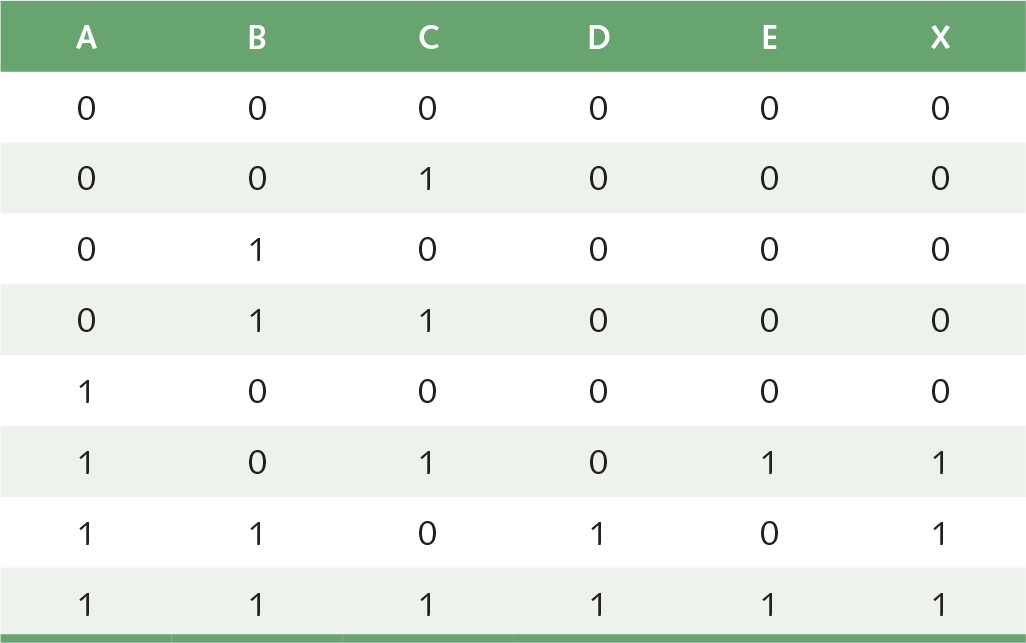 A B C D E X
0 0 0 0 0 0
0 0 1 0 0 0
0 1 0 0 0 0
0 1 1 0 0 0
1 0 0 0 0 0
1 0 1 0 1 1
1 1 0 1 0 1
1 1 1 1 1 1